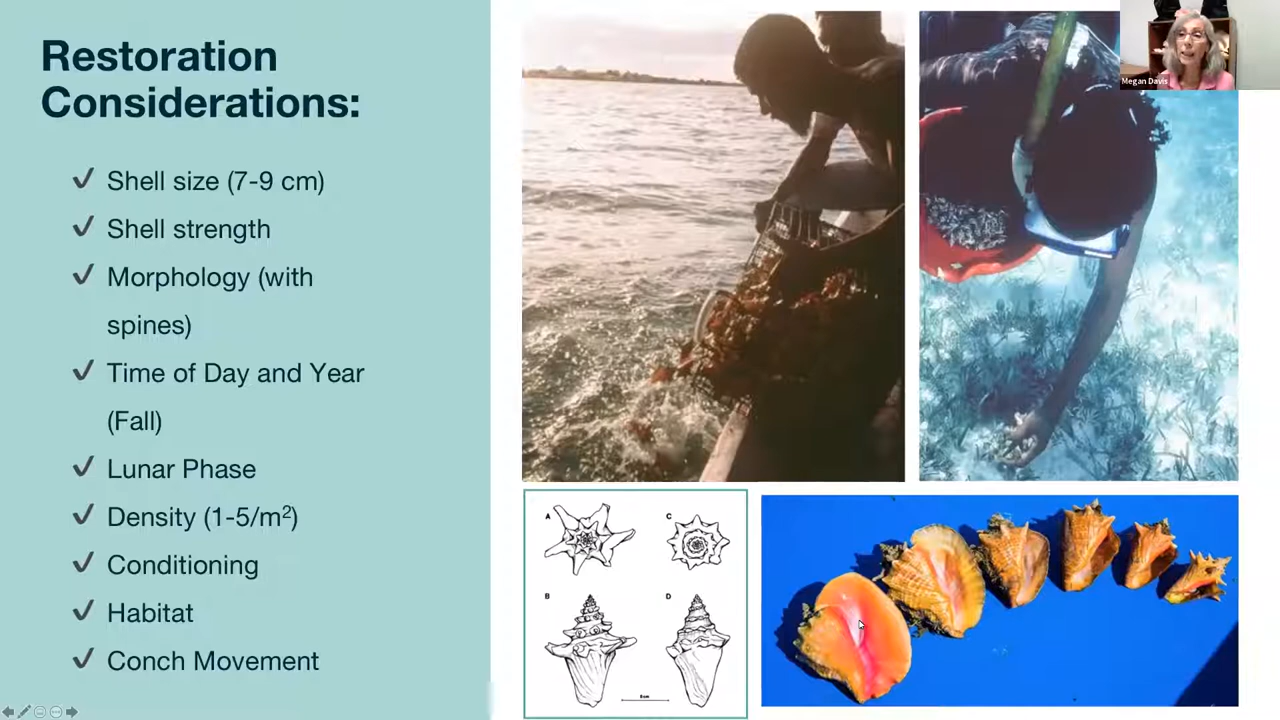 Restoration
Considerations:
✓ Shell size (7-9 cm)
✓ Shell strength
✓ Morphology (with
spines)
✓ Time of Day and Year
(Fall)
✓ Lunar Phase
✓ Density (1-5/m²)
✓ Conditioning
✓ Habitat
✓ Conch Movement
Megan Davis
A
C
B
D